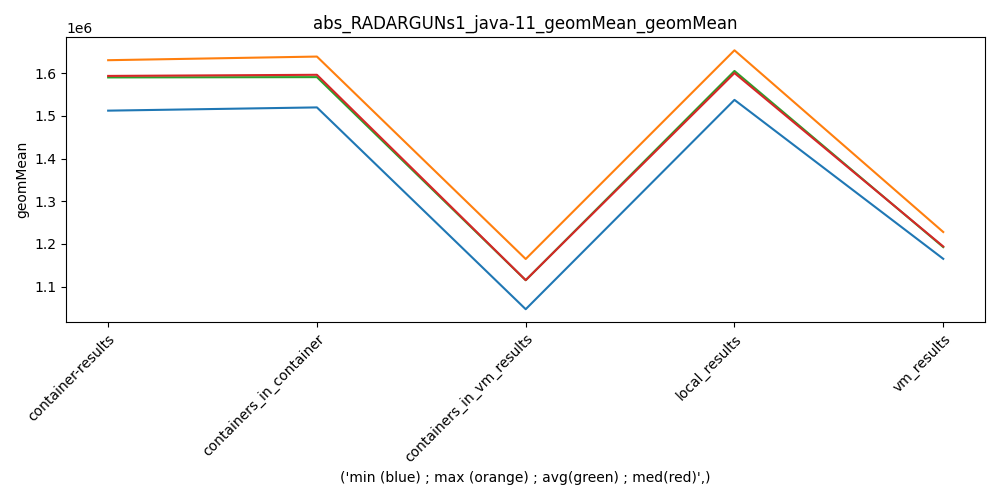 abs_RADARGUNs1_java-11_geomMean_geomMean
1e6
1.6
1.5
1.4
1.3
1.2
1.1
geomMean
container-results
containers_in_container
containers_in_vm_results
local_results
vm_results
('min (blue) ; max (orange) ; avg(green) ; med(red)',)